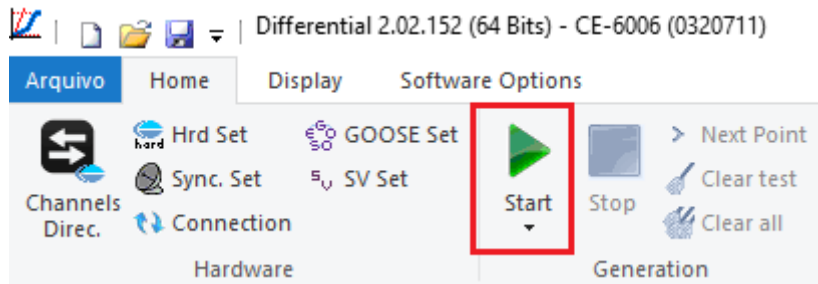 Differential 2.02.152 (64 Bits) - CE-6006 (0320711)
Arquivo Home Display Software Options
hard Hrd Set GOOSE Set Next Point
Sync. Set SV Set Clear test
Channels Direc. Connection Start Stop Clear all
Hardware Generation